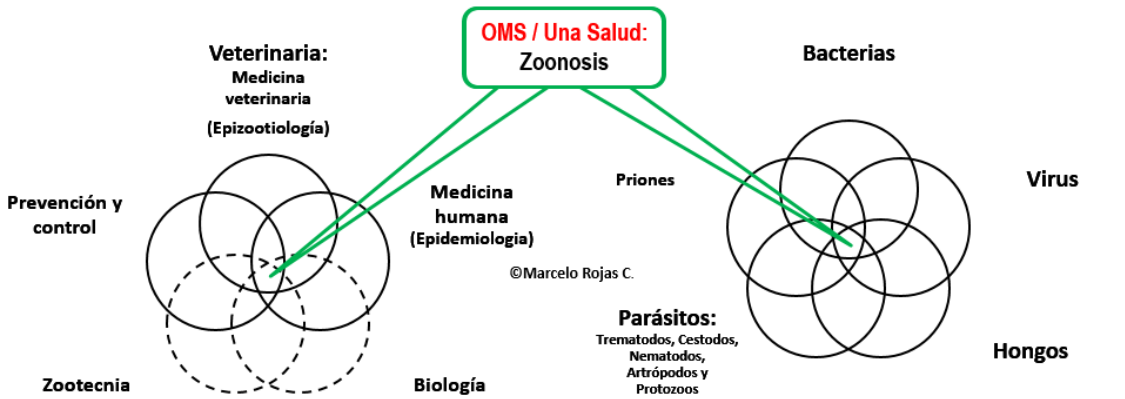 OMS / Una Salud:
Zoonosis
Veterinaria:
Medicina
veterinaria
(Epizootiología)
Prevención y
control
Medicina
humana
(Epidemiologia)
Zootecnia
Biología
©Marcelo Rojas C.
Bacterias
Priones
Virus
Parásitos:
Trematodos, Cestodos,
Nematodos,
Artrópodos y
Protozoos
Hongos